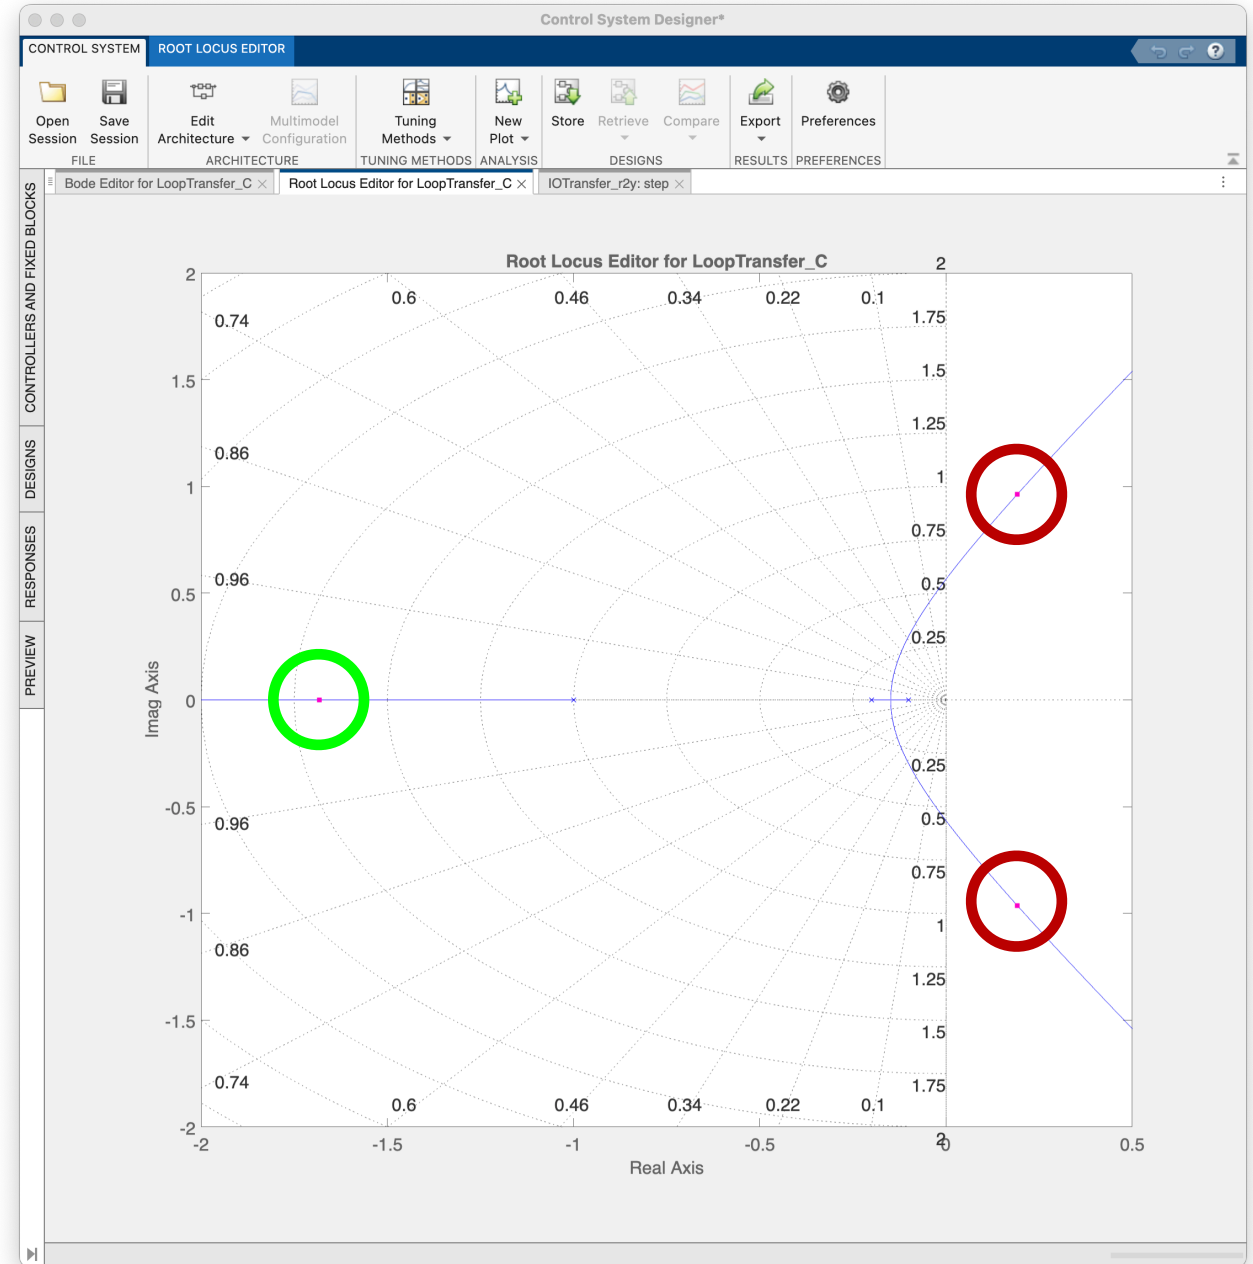 Control System Designer*
CONTROL SYSTEM ROOT LOCUS EDITOR
Open Session
Save Session
Edit Architecture
Multimodel Configuration
Tuning Methods
New Plot
Store
Retrieve
Compare
Export
Preferences
FILE ARCHITECTURE TUNING METHODS ANALYSIS DESIGNS RESULTS PREFERENCES
Bode Editor for LoopTransfer_C
Root Locus Editor for LoopTransfer_C
IOTransfer_r2y: step
CONTROLLERS AND FIXED BLOCKS
DESIGNS
RESPONSES
PREVIEW
Root Locus Editor for LoopTransfer_C
2 2
0.6 0.46 0.34 0.22 0.1
0.74 1.75
1.5 1.5
1.25
0.86
1 1
0.75
0.96
0.5 0.5
0.25
Imag Axis
0
0.25
-0.5 0.5
0.96
0.75
-1 1
0.86
1.25
-1.5 1.5
0.74 1.75
0.6 0.46 0.34 0.22 0.1
-2 2
-2 -1.5 -1 -0.5 0 0.5
Real Axis